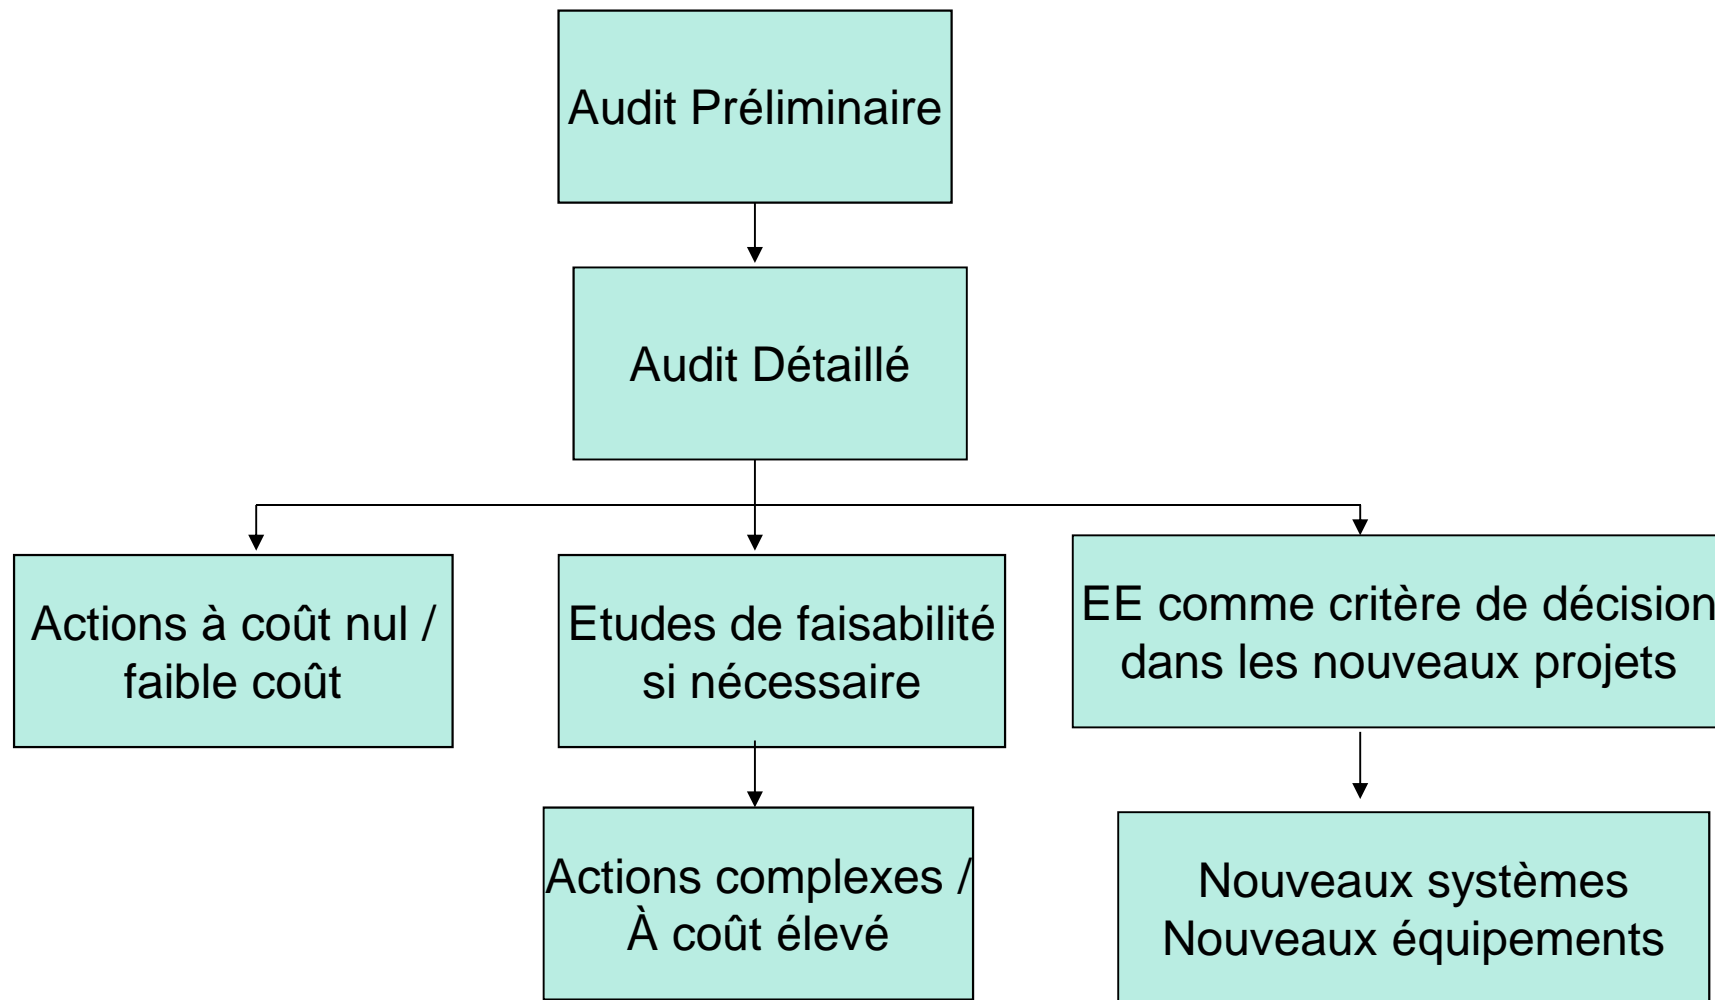 Audit Préliminaire
Audit Détaillé
Actions à coût nul /
faible coût
Etudes de faisabilité
si nécessaire
EE comme critère de décision
dans les nouveaux projets
Actions complexes /
À coût élevé
Nouveaux systèmes
Nouveaux équipements